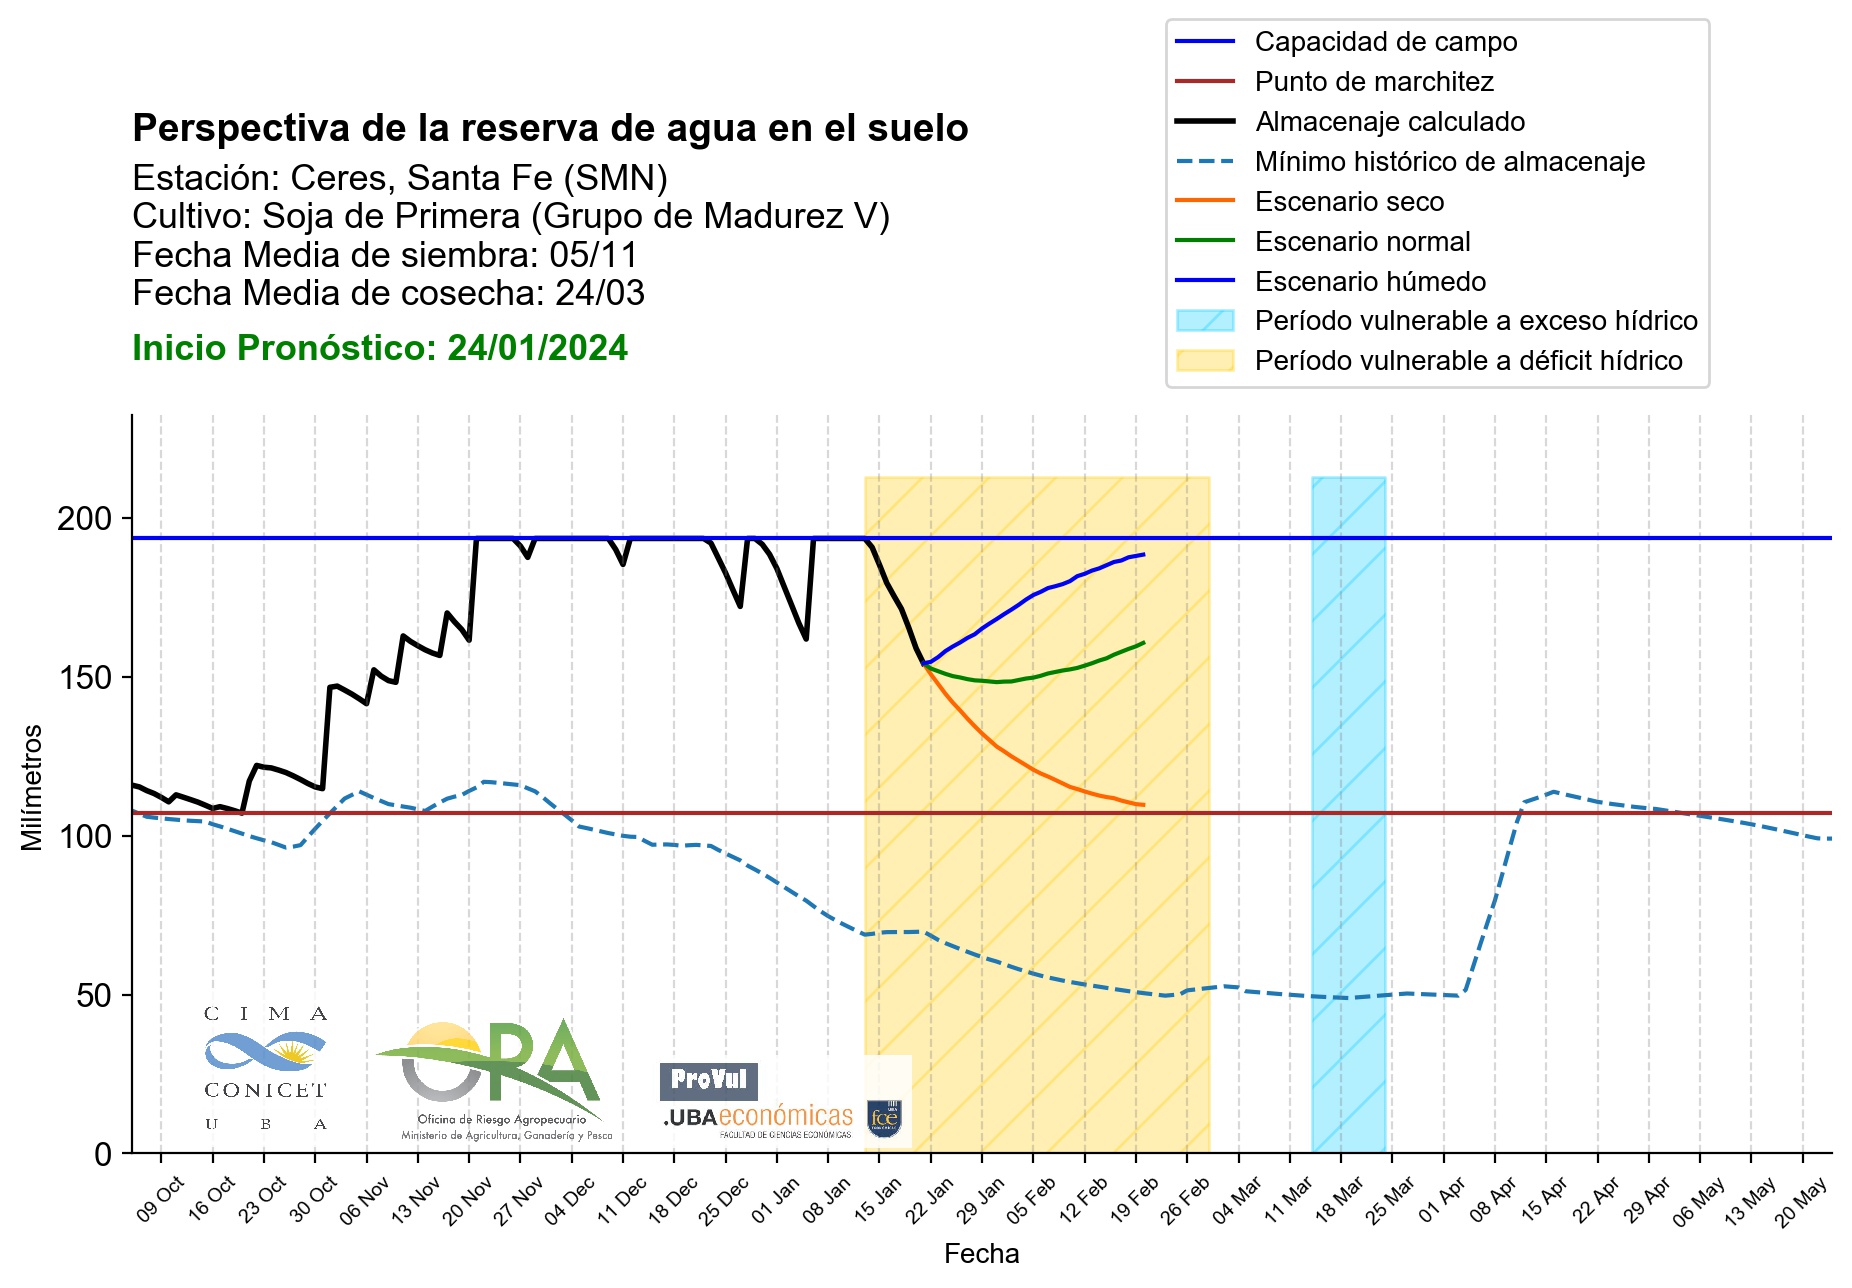 Capacidad de campo
Punto de marchitez
Almacenaje calculado
Mínimo histórico de almacenaje
Escenario seco
Escenario normal
Escenario húmedo
Período vulnerable a exceso hídrico
Período vulnerable a déficit hídrico
Perspectiva de la reserva de agua en el suelo
Estación: Ceres, Santa Fe (SMN)
Cultivo: Soja de Primera (Grupo de Madurez V)
Fecha Media de siembra: 05/11
Fecha Media de cosecha: 24/03
Inicio Pronóstico: 24/01/2024
Milímetros
200
150
100
50
0
CIMA
CONICET
UBA
ORA
Oficina de Riesgo Agropecuario
Ministerio de Agricultura, Ganadería y Pesca
ProVul
.UBAeconómicas
FACULTAD DE CIENCIAS ECONÓMICAS
UBA
fce
ECONÓMICAS
09 Oct
16 Oct
23 Oct
30 Oct
06 Nov
13 Nov
20 Nov
27 Nov
04 Dec
11 Dec
18 Dec
25 Dec
01 Jan
08 Jan
15 Jan
22 Jan
29 Jan
05 Feb
12 Feb
19 Feb
26 Feb
04 Mar
11 Mar
18 Mar
25 Mar
01 Apr
08 Apr
15 Apr
22 Apr
29 Apr
06 May
13 May
20 May
Fecha